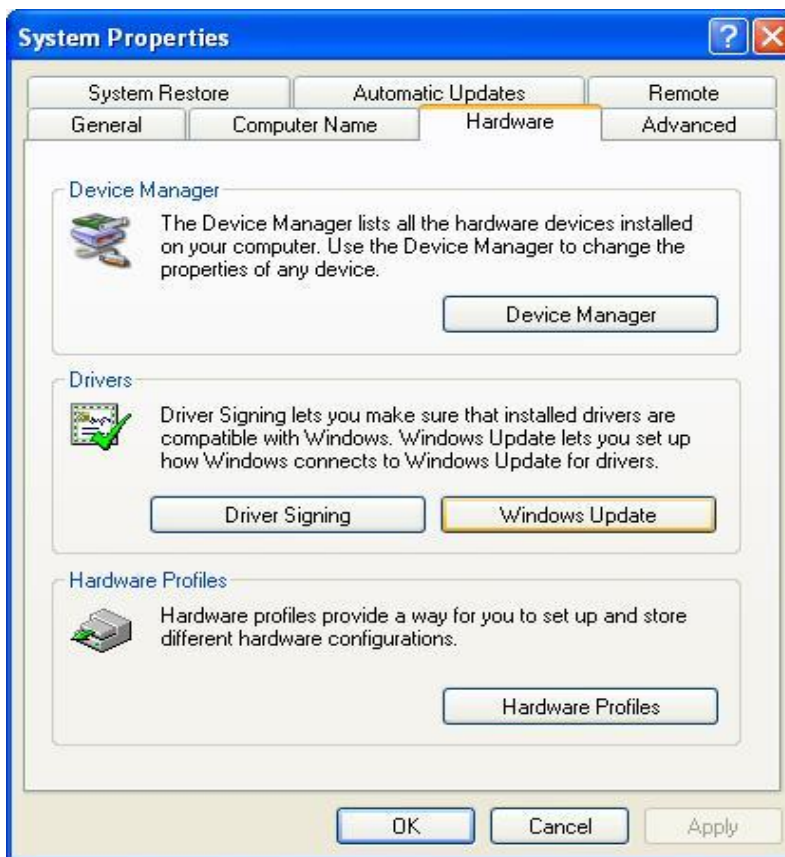 System Properties
?
System Restore
Automatic Updates
Remote
General
Computer Name
Hardware
Advanced
Device Manager
The Device Manager lists all the hardware devices installed
on your computer. Use the Device Manager to change the
properties of any device.
Device Manager
Drivers
Driver Signing lets you make sure that installed drivers are
compatible with Windows. Windows Update lets you set up
how Windows connects to Windows Update for drivers.
Driver Signing
Windows Update
Hardware Profiles
Hardware profiles provide a way for you to set up and store
different hardware configurations.
Hardware Profiles
OK
Cancel
Apply